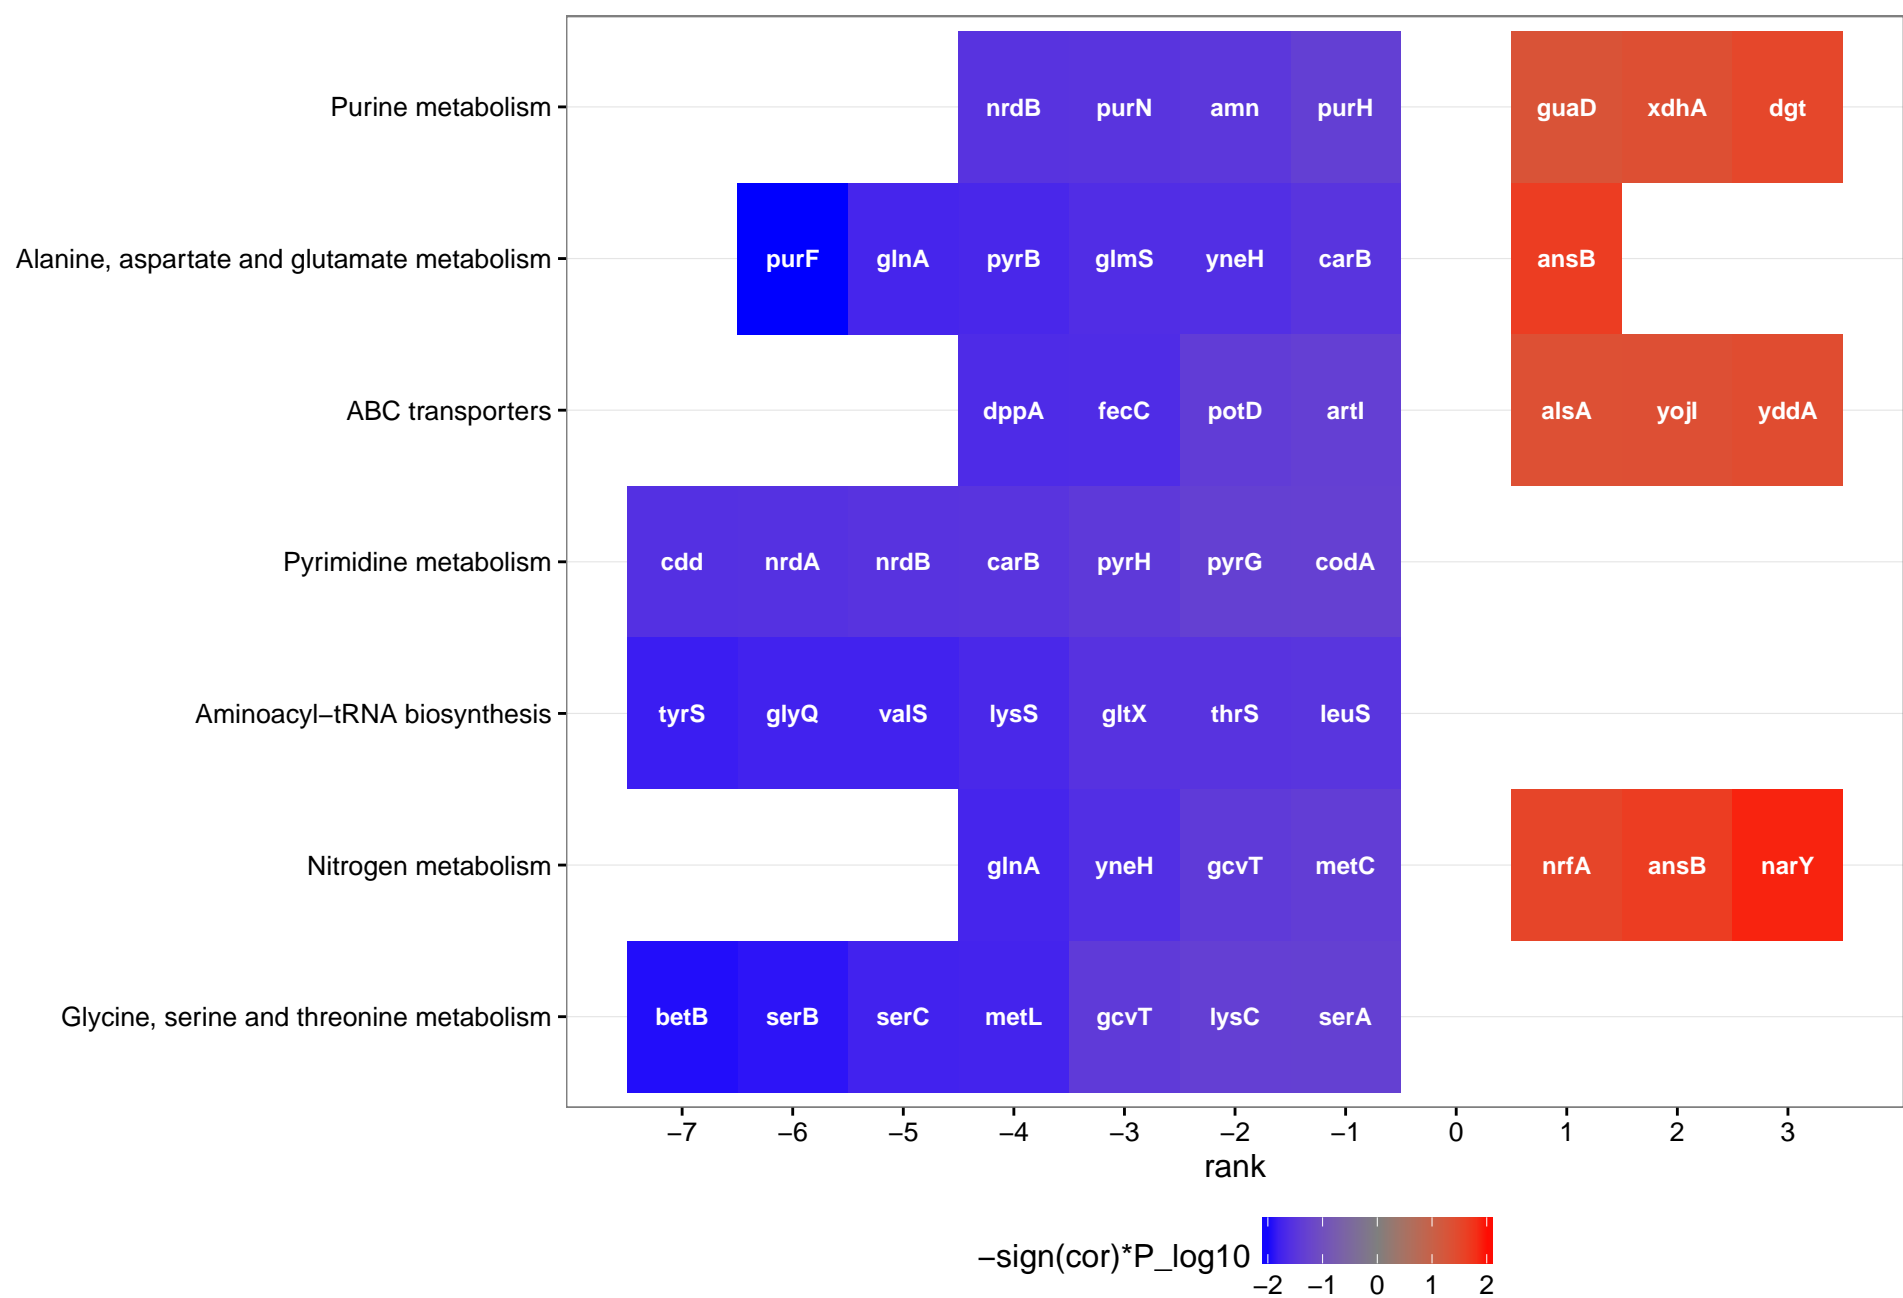 Purine metabolism
nrdB purN amn purH guaD xdhA dgt
Alanine, aspartate and glutamate metabolism
purF glnA pyrB glmS yneH carB ansB
ABC transporters
dppA fecC potD artI alsA yojI yddA
Pyrimidine metabolism
cdd nrdA nrdB carB pyrH pyrG codA
Aminoacyl−tRNA biosynthesis
tyrS glyQ valS lysS gltX thrS leuS
Nitrogen metabolism
glnA yneH gcvT metC nrfA ansB narY
Glycine, serine and threonine metabolism
betB serB serC metL gcvT lysC serA
−7 −6 −5 −4 −3 −2 −1 0 1 2 3
rank
−sign(cor)*P_log10
−2 −1 0 1 2